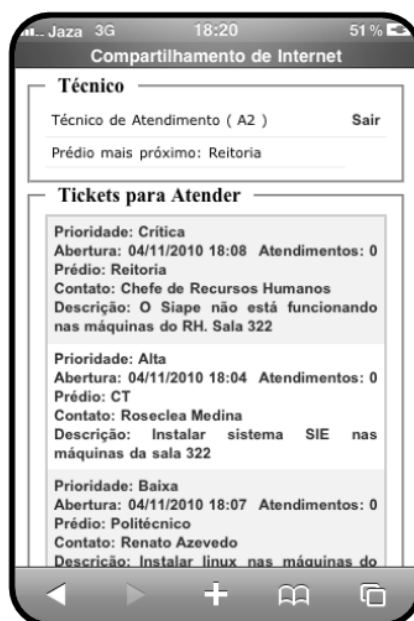 Jaza 3G 18:20 51 %
Compartilhamento de Internet
Técnico
Técnico de Atendimento ( A2 ) Sair
Prédio mais próximo: Reitoria
Tickets para Atender
Prioridade: Crítica
Abertura: 04/11/2010 18:08 Atendimentos: 0
Prédio: Reitoria
Contato: Chefe de Recursos Humanos
Descrição: O Siape não está funcionando
nas máquinas do RH. Sala 322
Prioridade: Alta
Abertura: 04/11/2010 18:04 Atendimentos: 0
Prédio: CT
Contato: Roseclea Medina
Descrição: Instalar sistema SIE nas
máquinas da sala 322
Prioridade: Baixa
Abertura: 04/11/2010 18:07 Atendimentos: 0
Prédio: Politécnico
Contato: Renato Azevedo
Descrição: Instalar linux nas máquinas do